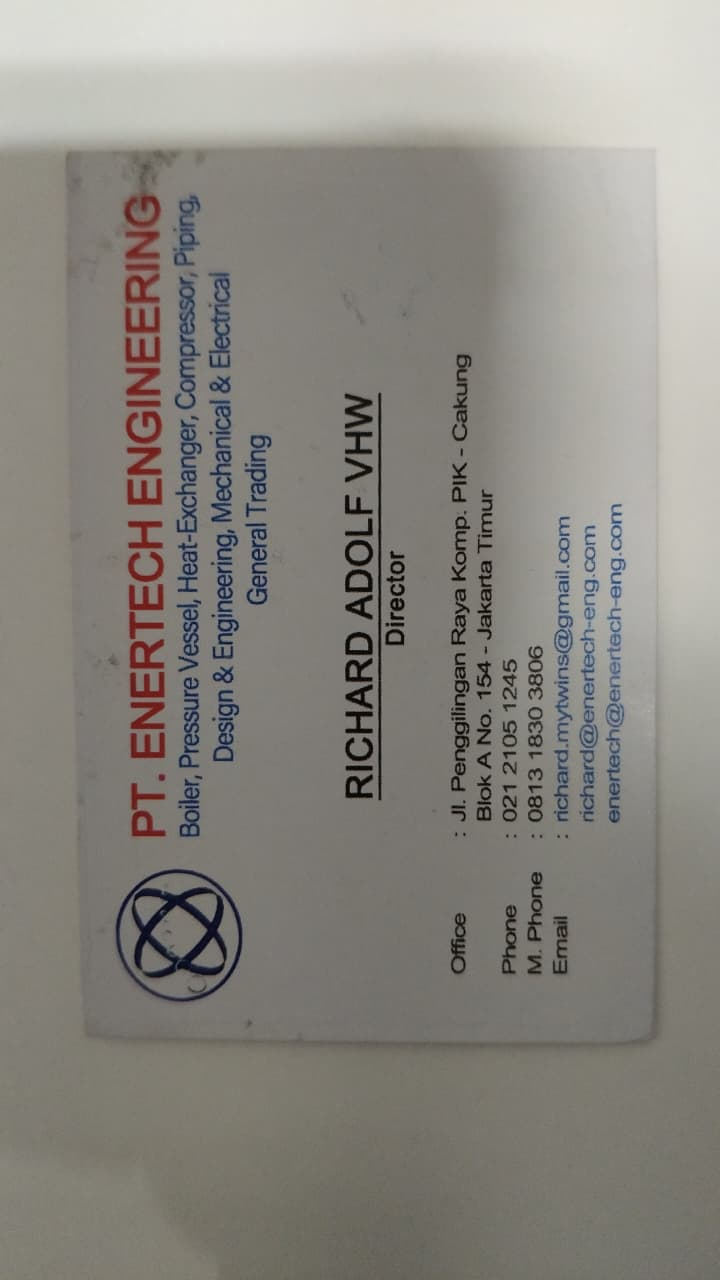 PT. ENERTECH ENGINEERING
Boiler, Pressure Vessel, Heat-Exchanger, Compressor, Piping,
Design & Engineering, Mechanical & Electrical
General Trading
RICHARD ADOLF VHW
Director
Office : Jl. Penggilingan Raya Komp. PIK - Cakung
Blok A No. 154 - Jakarta Timur
Phone : 021 2105 1245
M. Phone : 0813 1830 3806
Email : richard.mytwins@gmail.com
richard@enertech-eng.com
enertech@enertech-eng.com